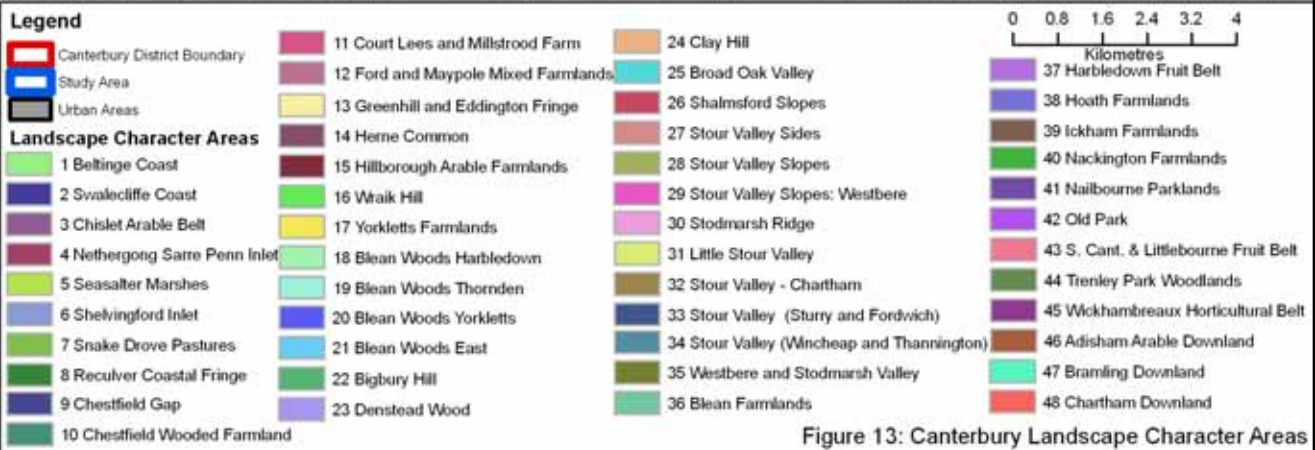 Legend
Canterbury District Boundary
Study Area
Urban Areas
Landscape Character Areas
1 Beltinge Coast
2 Swalecliffe Coast
3 Chislet Arable Belt
4 Nethergong Sarre Penn Inlet
5 Seasalter Marshes
6 Shelvingford Inlet
7 Snake Drove Pastures
8 Reculver Coastal Fringe
9 Chestfield Gap
10 Chestfield Wooded Farmland
11 Court Lees and Millstrood Farm
12 Ford and Maypole Mixed Farmlands
13 Greenhill and Eddington Fringe
14 Herne Common
15 Hillborough Arable Farmlands
16 Wraik Hill
17 Yorkletts Farmlands
18 Blean Woods Harbledown
19 Blean Woods Thornden
20 Blean Woods Yorkletts
21 Blean Woods East
22 Bigbury Hill
23 Denstead Wood
24 Clay Hill
25 Broad Oak Valley
26 Shalmsford Slopes
27 Stour Valley Sides
28 Stour Valley Slopes
29 Stour Valley Slopes: Westbere
30 Stodmarsh Ridge
31 Little Stour Valley
32 Stour Valley - Chartham
33 Stour Valley (Sturry and Fordwich)
34 Stour Valley (Wincheap and Thannington)
35 Westbere and Stodmarsh Valley
36 Blean Farmlands
0 0.8 1.6 2.4 3.2 4
Kilometres
37 Harbledown Fruit Belt
38 Hoath Farmlands
39 Ickham Farmlands
40 Nackington Farmlands
41 Nailbourne Parklands
42 Old Park
43 S. Cant. & Littlebourne Fruit Belt
44 Trenley Park Woodlands
45 Wickhambreaux Horticultural Belt
46 Adisham Arable Downland
47 Bramling Downland
48 Chartham Downland
Figure 13: Canterbury Landscape Character Areas